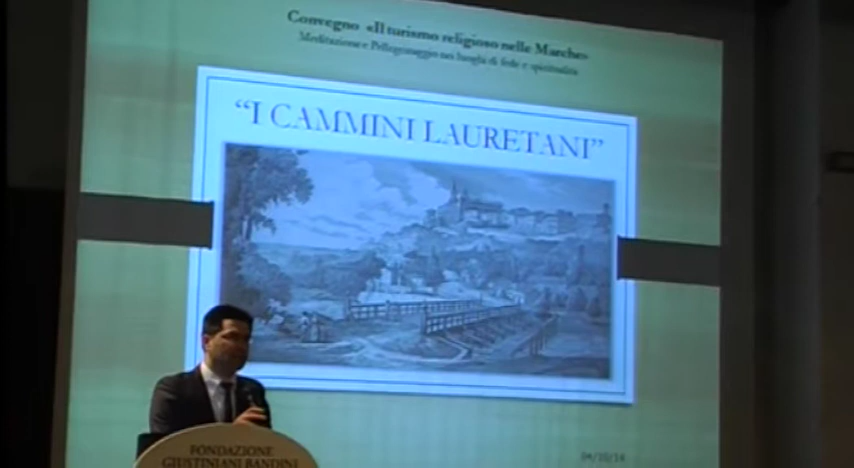 Convegno «Il turismo religioso nelle Marche»
Meditazione e Pellegrinaggio nei luoghi di fede e spiritualità
“I CAMMINI LAURETANI”
FONDAZIONE
GIUSTINIANI BANDINI